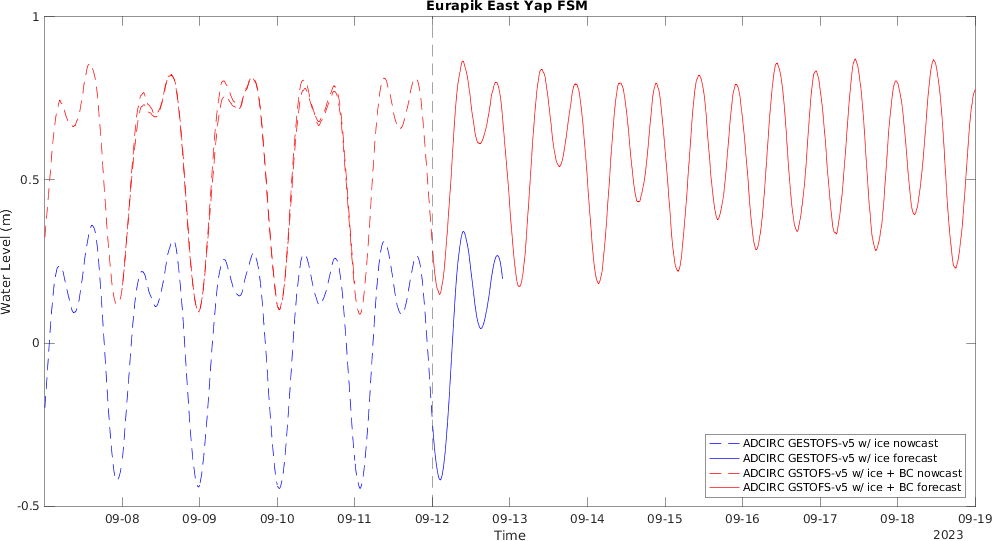 Eurapik East Yap FSM
Water Level (m)
1
0.5
0
-0.5
09-08 09-09 09-10 09-11 09-12 09-13 09-14 09-15 09-16 09-17 09-18 09-19
Time
2023
ADCIRC GESTOFS-v5 w/ ice nowcast
ADCIRC GESTOFS-v5 w/ ice forecast
ADCIRC GSTOFS-v5 w/ ice + BC nowcast
ADCIRC GSTOFS-v5 w/ ice + BC forecast